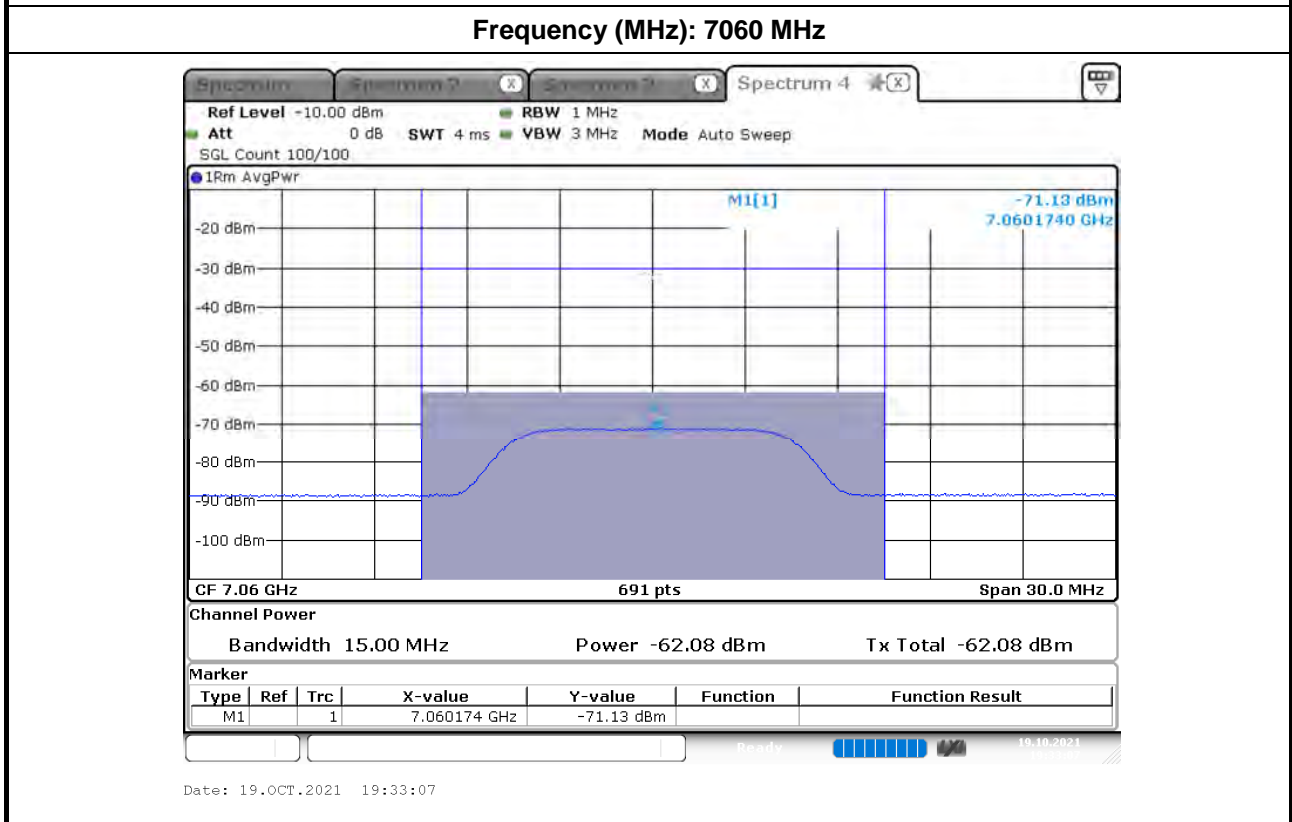 Frequency (MHz): 7060 MHz
Spectrum 4
Ref Level -10.00 dBm RBW 1 MHz
Att 0 dB SWT 4 ms VBW 3 MHz Mode Auto Sweep
SGL Count 100/100
1Rm AvgPwr
M1[1] -71.13 dBm
7.0601740 GHz
-20 dBm
-30 dBm
-40 dBm
-50 dBm
-60 dBm
-70 dBm
-80 dBm
-90 dBm
-100 dBm
CF 7.06 GHz 691 pts Span 30.0 MHz
Channel Power
Bandwidth 15.00 MHz Power -62.08 dBm Tx Total -62.08 dBm
Marker
Type Ref Trc X-value Y-value Function Function Result
M1 1 7.060174 GHz -71.13 dBm
Ready 19.10.2021
Date: 19.OCT.2021 19:33:07